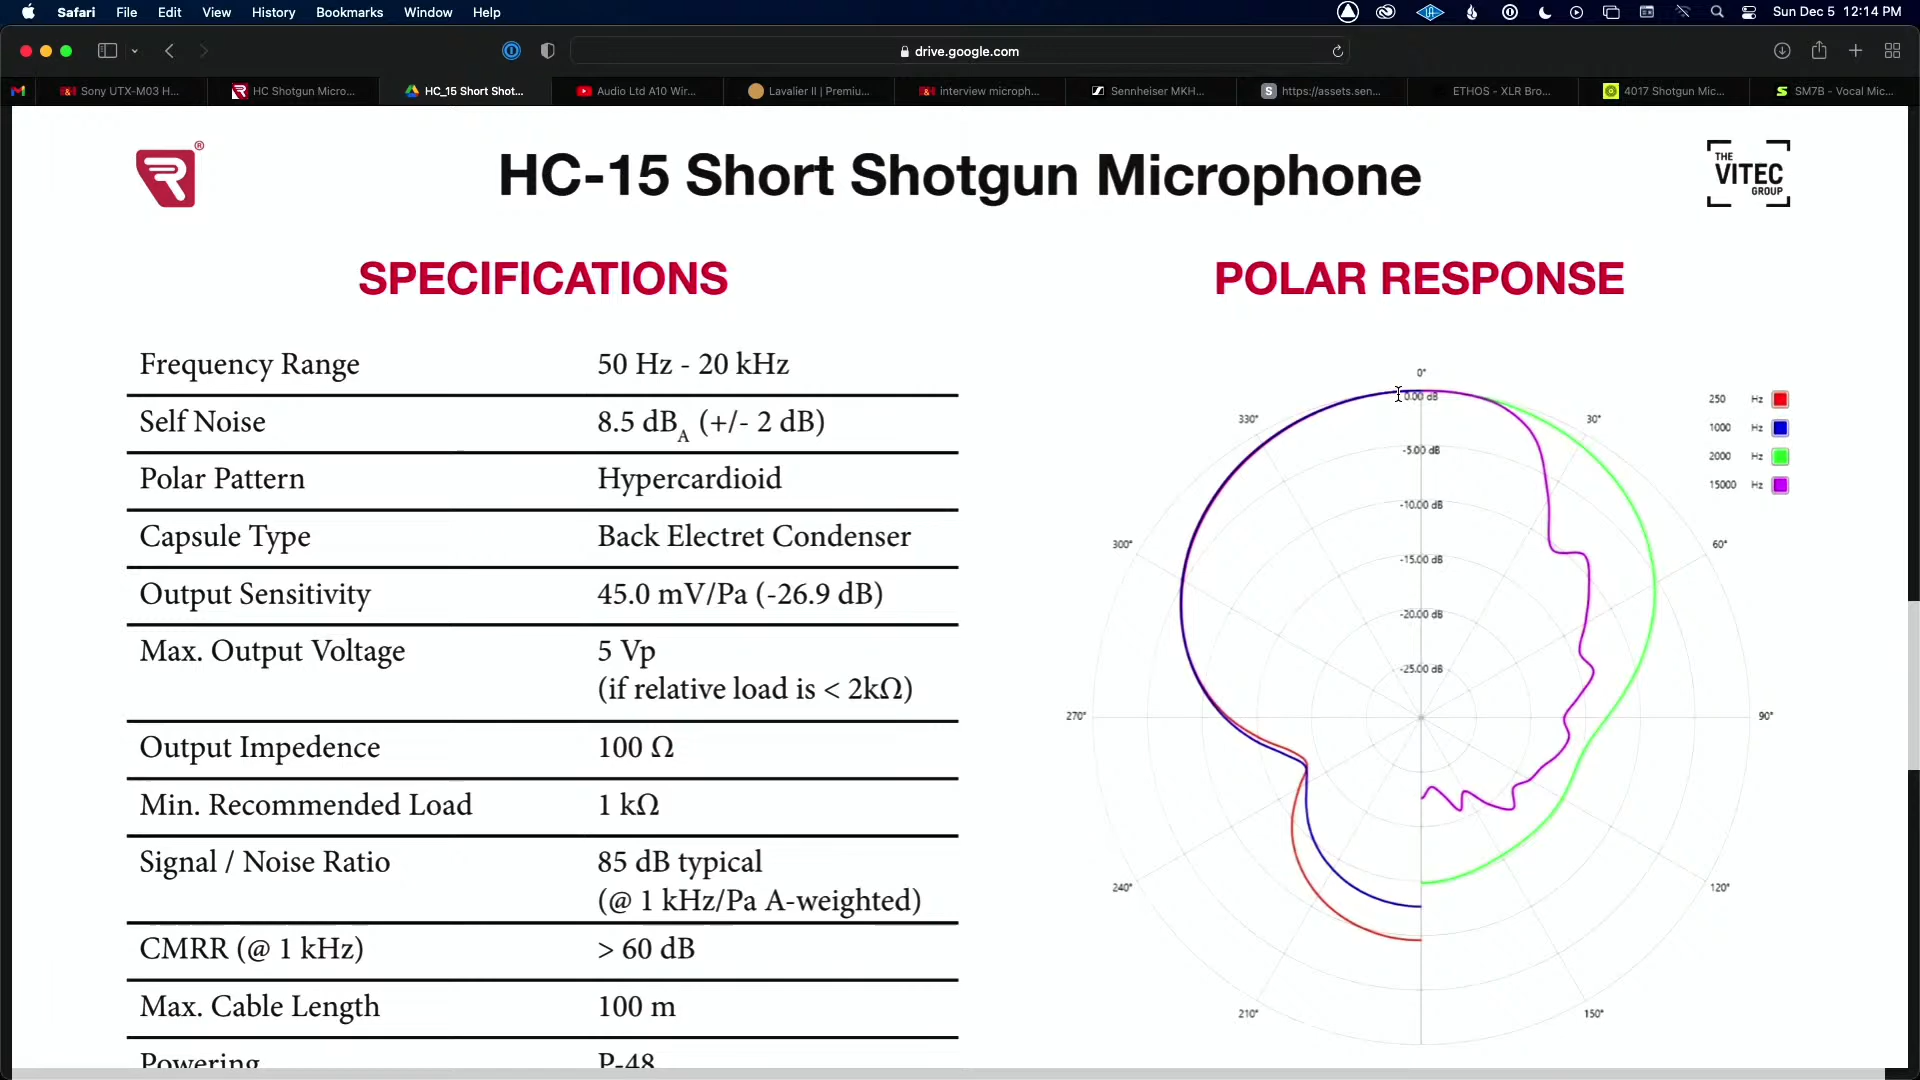 Safari File Edit View History Bookmarks Window Help Sun Dec 5 12:14 PM
drive.google.com
Sony UTX-M03 H... HC Shotgun Micro... HC_15 Short Shot... Audio Ltd A10 Wir... Lavalier II | Premiu... interview microph... Sennheiser MKH... S https://assets.sen... ETHOS - XLR Bro... 4017 Shotgun Mic... SM7B - Vocal Mic...
HC-15 Short Shotgun Microphone
®
THE
VITEC
GROUP
SPECIFICATIONS
Frequency Range 50 Hz - 20 kHz
Self Noise 8.5 dBA (+/- 2 dB)
Polar Pattern Hypercardioid
Capsule Type Back Electret Condenser
Output Sensitivity 45.0 mV/Pa (-26.9 dB)
Max. Output Voltage 5 Vp
(if relative load is < 2kΩ)
Output Impedence 100 Ω
Min. Recommended Load 1 kΩ
Signal / Noise Ratio 85 dB typical
(@ 1 kHz/Pa A-weighted)
CMRR (@ 1 kHz) > 60 dB
Max. Cable Length 100 m
Powering P-48
POLAR RESPONSE
0°
0.00 dB
330° 30°
-5.00 dB
-10.00 dB
300° 60°
-15.00 dB
-20.00 dB
-25.00 dB
270° 90°
240° 120°
210° 150°
250 Hz
1000 Hz
2000 Hz
15000 Hz